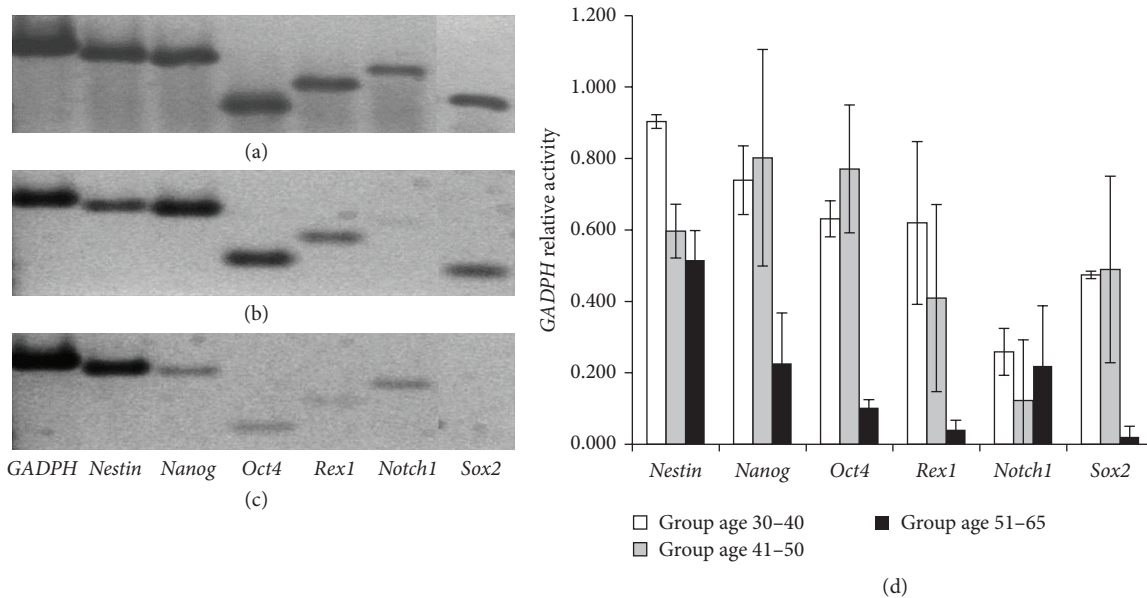 (a)
(b)
GADPH Nestin Nanog Oct4 Rex1 Notch1 Sox2
(c)
GADPH relative activity
1.200
1.000
0.800
0.600
0.400
0.200
0.000
Nestin Nanog Oct4 Rex1 Notch1 Sox2
Group age 30–40
Group age 41–50
Group age 51–65
(d)